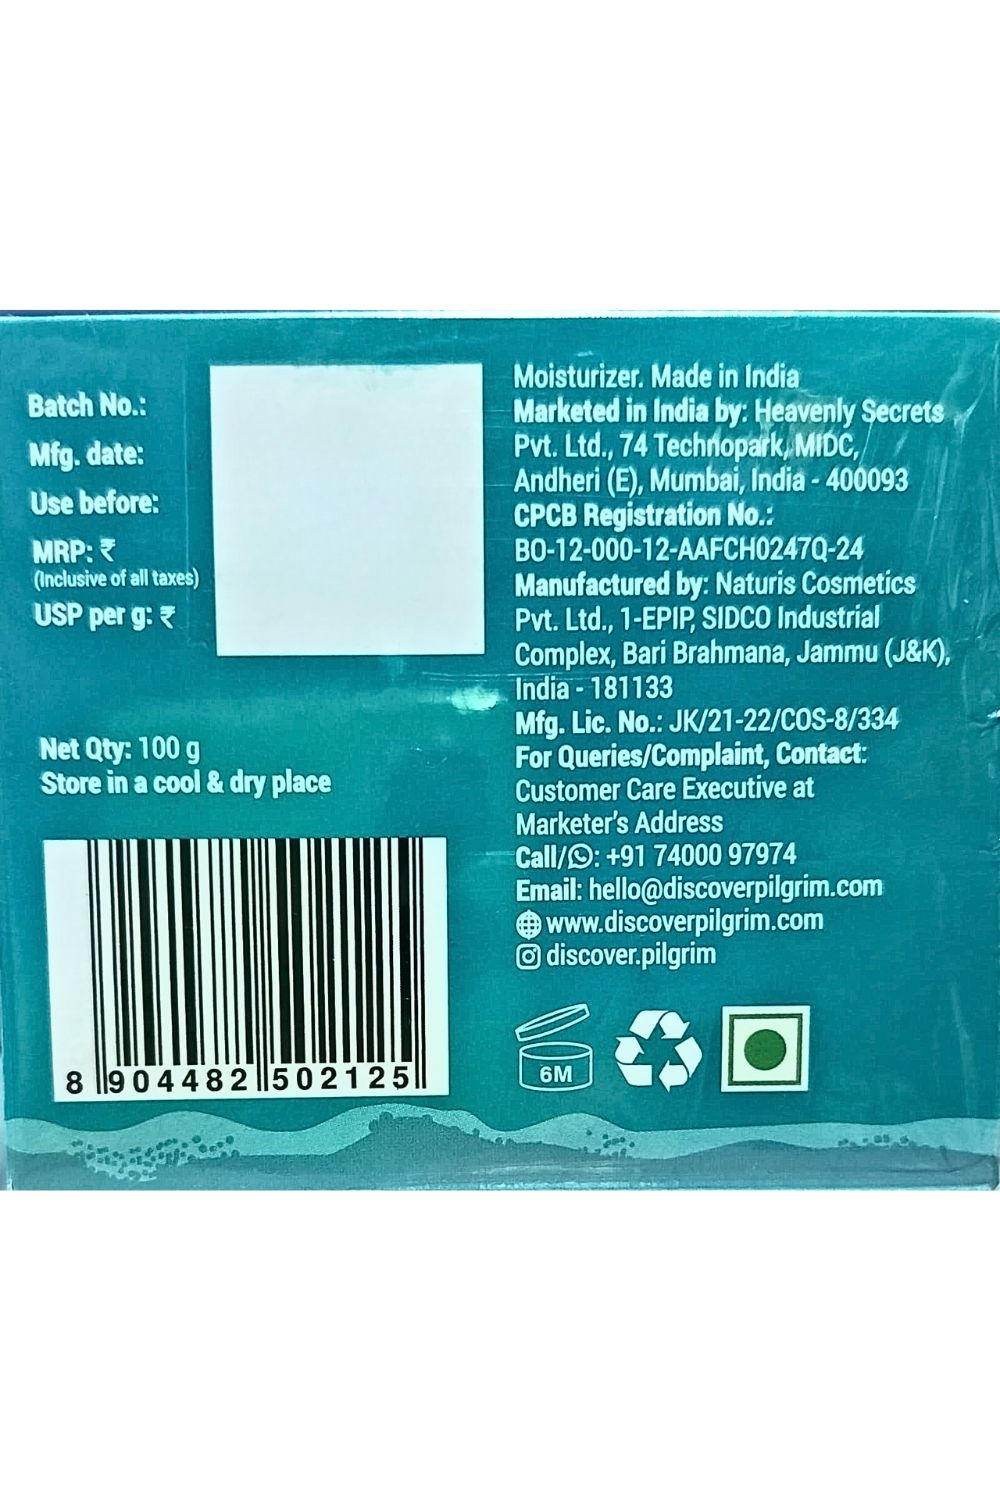 Batch No.:
Mfg. date:
Use before:
MRP: ₹
(Inclusive of all taxes)
USP per g: ₹
Net Qty: 100 g
Store in a cool & dry place
8 904482 502125
Moisturizer. Made in India
Marketed in India by: Heavenly Secrets
Pvt. Ltd., 74 Technopark, MIDC,
Andheri (E), Mumbai, India - 400093
CPCB Registration No.:
BO-12-000-12-AAFCH0247Q-24
Manufactured by: Naturis Cosmetics
Pvt. Ltd., 1-EPIP, SIDCO Industrial
Complex, Bari Brahmana, Jammu (J&K),
India - 181133
Mfg. Lic. No.: JK/21-22/COS-8/334
For Queries/Complaint, Contact:
Customer Care Executive at
Marketer's Address
Call/: +91 74000 97974
Email: hello@discoverpilgrim.com
www.discoverpilgrim.com
discover.pilgrim
6M